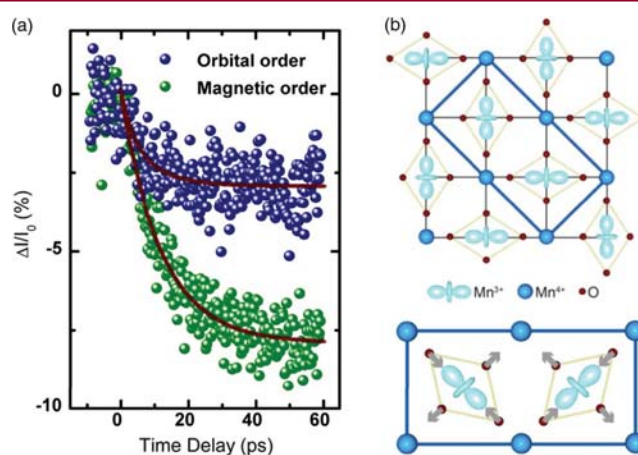 (a)
Orbital order
Magnetic order
0
-5
-10
ΔI/I₀ (%)
0 20 40 60
Time Delay (ps)
(b)
Mn³⁺ Mn⁴⁺ O